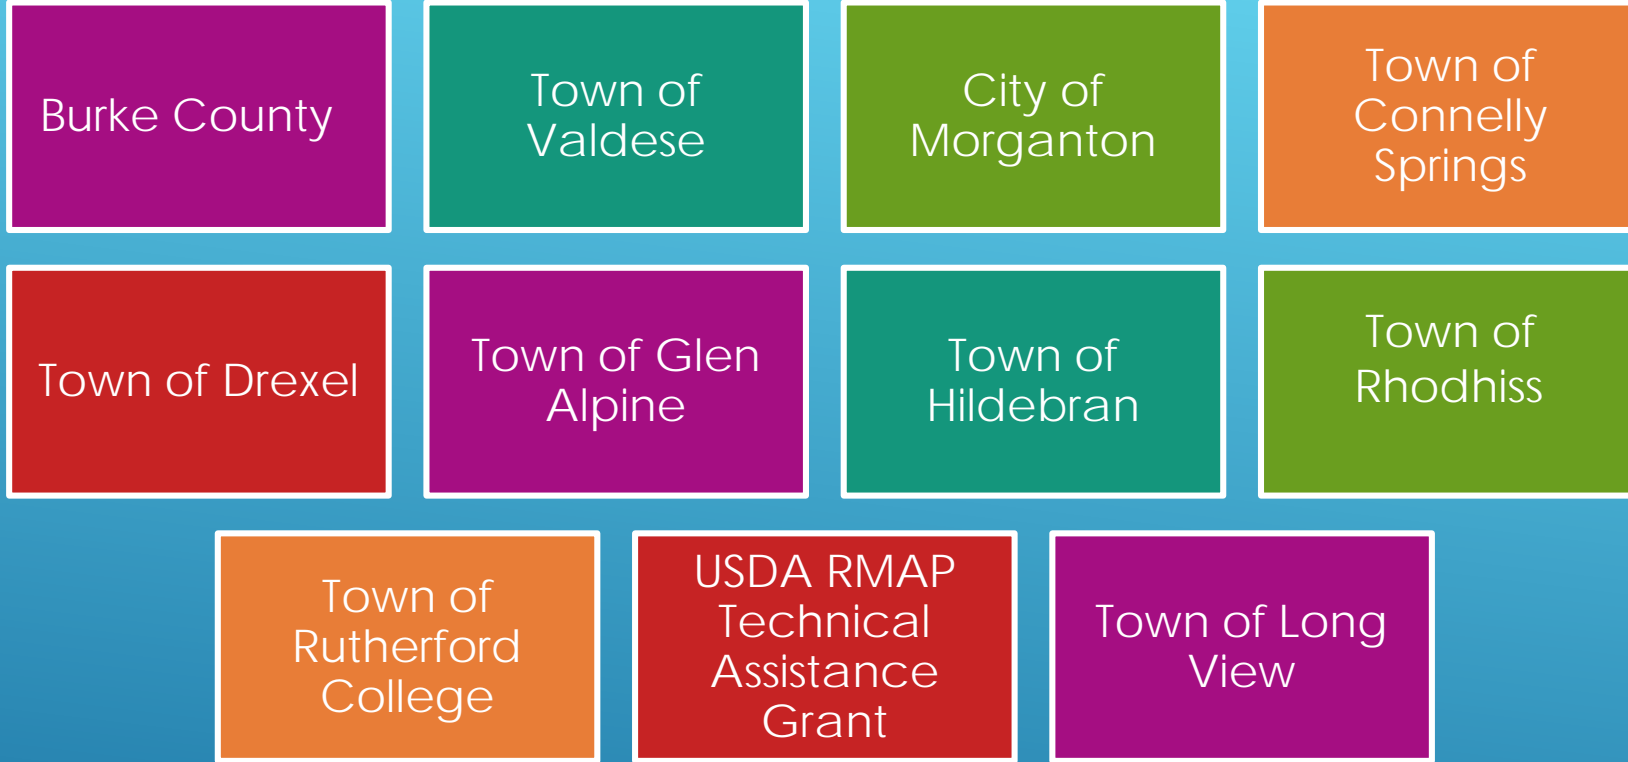 Burke County
Town of
Valdese
City of
Morganton
Town of
Connelly
Springs
Town of Drexel
Town of Glen
Alpine
Town of
Hildebran
Town of
Rhodhiss
Town of
Rutherford
College
USDA RMAP
Technical
Assistance
Grant
Town of Long
View